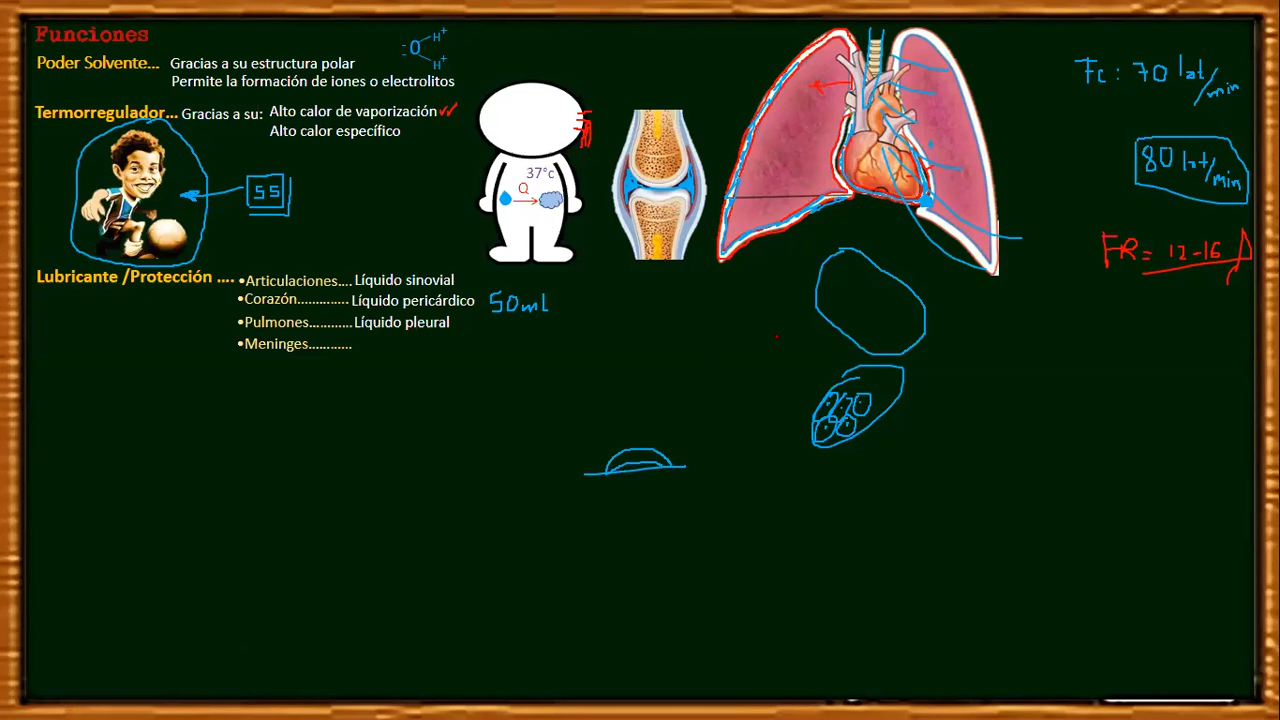 Funciones
Poder Solvente... Gracias a su estructura polar
Permite la formación de iones o electrolitos
O H+ H+
Termorregulador... Gracias a su: Alto calor de vaporización
Alto calor específico
55
37°c
Q
Lubricante /Protección .... •Articulaciones.... Líquido sinovial
•Corazón.............. Líquido pericárdico
50ml
•Pulmones............ Líquido pleural
•Meninges............
Fc: 70 lat/min
80 lat/min
FR = 12-16